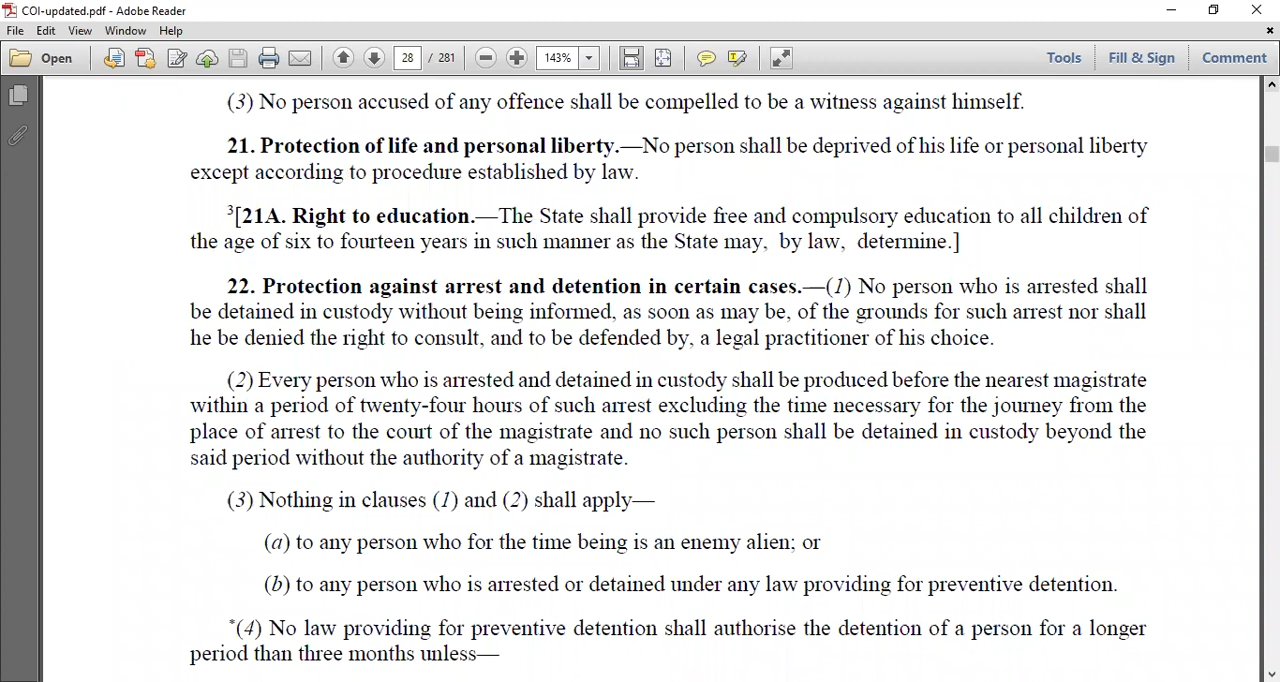 COI-updated.pdf - Adobe Reader
File Edit View Window Help
Open 28 / 281 143% Tools Fill & Sign Comment
(3) No person accused of any offence shall be compelled to be a witness against himself.
21. Protection of life and personal liberty.—No person shall be deprived of his life or personal liberty
except according to procedure established by law.
3[21A. Right to education.—The State shall provide free and compulsory education to all children of
the age of six to fourteen years in such manner as the State may, by law, determine.]
22. Protection against arrest and detention in certain cases.—(1) No person who is arrested shall
be detained in custody without being informed, as soon as may be, of the grounds for such arrest nor shall
he be denied the right to consult, and to be defended by, a legal practitioner of his choice.
(2) Every person who is arrested and detained in custody shall be produced before the nearest magistrate
within a period of twenty-four hours of such arrest excluding the time necessary for the journey from the
place of arrest to the court of the magistrate and no such person shall be detained in custody beyond the
said period without the authority of a magistrate.
(3) Nothing in clauses (1) and (2) shall apply—
(a) to any person who for the time being is an enemy alien; or
(b) to any person who is arrested or detained under any law providing for preventive detention.
*(4) No law providing for preventive detention shall authorise the detention of a person for a longer
period than three months unless—